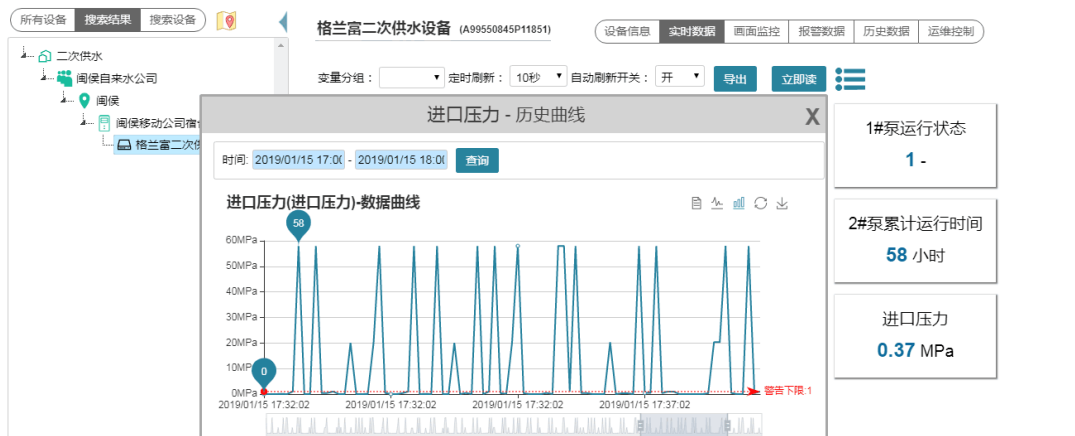 所有设备 搜索结果 搜索设备
格兰富二次供水设备 (A99550845P11851)
设备信息 实时数据 画面监控 报警数据 历史数据 运维控制
二次供水
闽侯自来水公司
闽侯
闽侯移动公司宿
格兰富二次供
变量分组： 定时刷新： 10秒 自动刷新开关： 开 导出 立即读
进口压力 - 历史曲线 X
时间: 2019/01/15 17:00 - 2019/01/15 18:00 查询
进口压力(进口压力)-数据曲线
58
60MPa
50MPa
40MPa
30MPa
20MPa
10MP
0
0MPa
警告下限:1
2019/01/15 17:32:02 2019/01/15 17:32:02 2019/01/15 17:32:02 2019/01/15 17:37:02
1#泵运行状态
1 -
2#泵累计运行时间
58 小时
进口压力
0.37 MPa